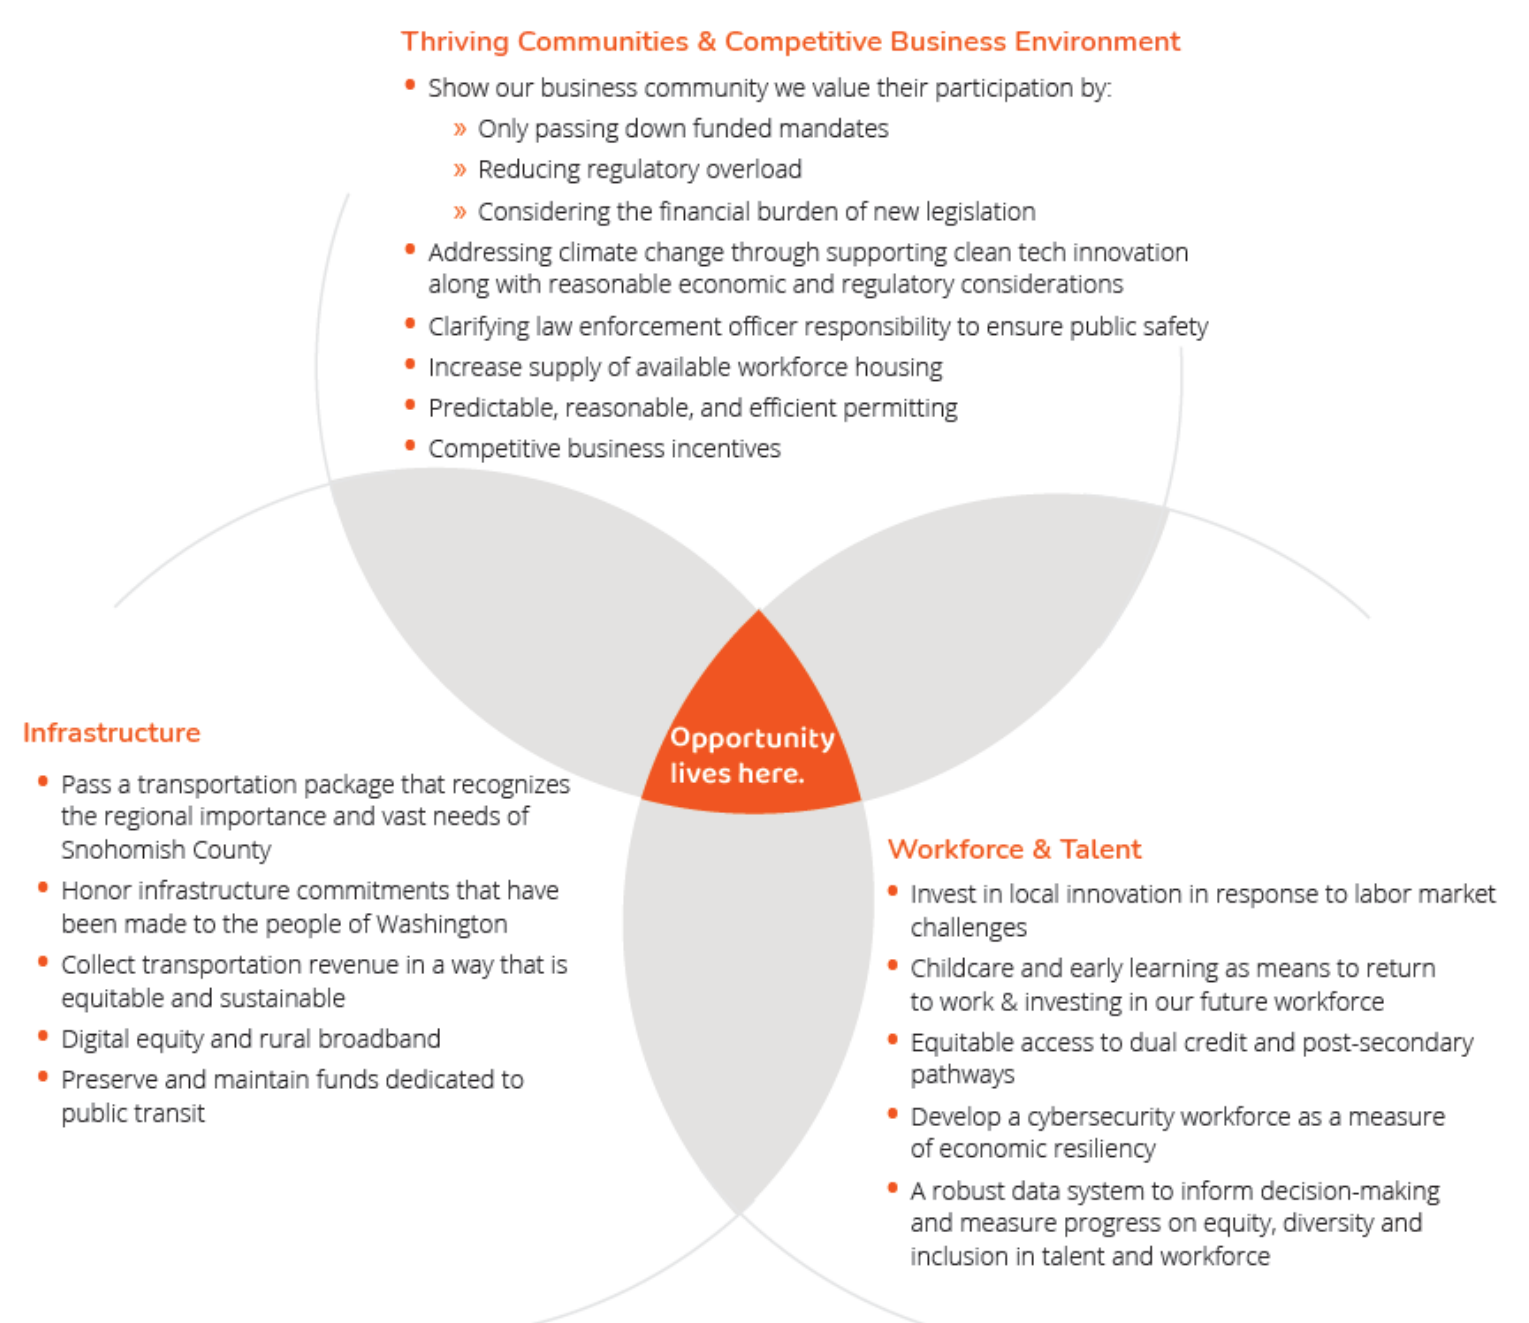 Thriving Communities & Competitive Business Environment
• Show our business community we value their participation by:
» Only passing down funded mandates
» Reducing regulatory overload
» Considering the financial burden of new legislation
• Addressing climate change through supporting clean tech innovation
along with reasonable economic and regulatory considerations
• Clarifying law enforcement officer responsibility to ensure public safety
• Increase supply of available workforce housing
• Predictable, reasonable, and efficient permitting
• Competitive business incentives
Opportunity
lives here.
Infrastructure
• Pass a transportation package that recognizes
the regional importance and vast needs of
Snohomish County
• Honor infrastructure commitments that have
been made to the people of Washington
• Collect transportation revenue in a way that is
equitable and sustainable
• Digital equity and rural broadband
• Preserve and maintain funds dedicated to
public transit
Workforce & Talent
• Invest in local innovation in response to labor market
challenges
• Childcare and early learning as means to return
to work & investing in our future workforce
• Equitable access to dual credit and post-secondary
pathways
• Develop a cybersecurity workforce as a measure
of economic resiliency
• A robust data system to inform decision-making
and measure progress on equity, diversity and
inclusion in talent and workforce